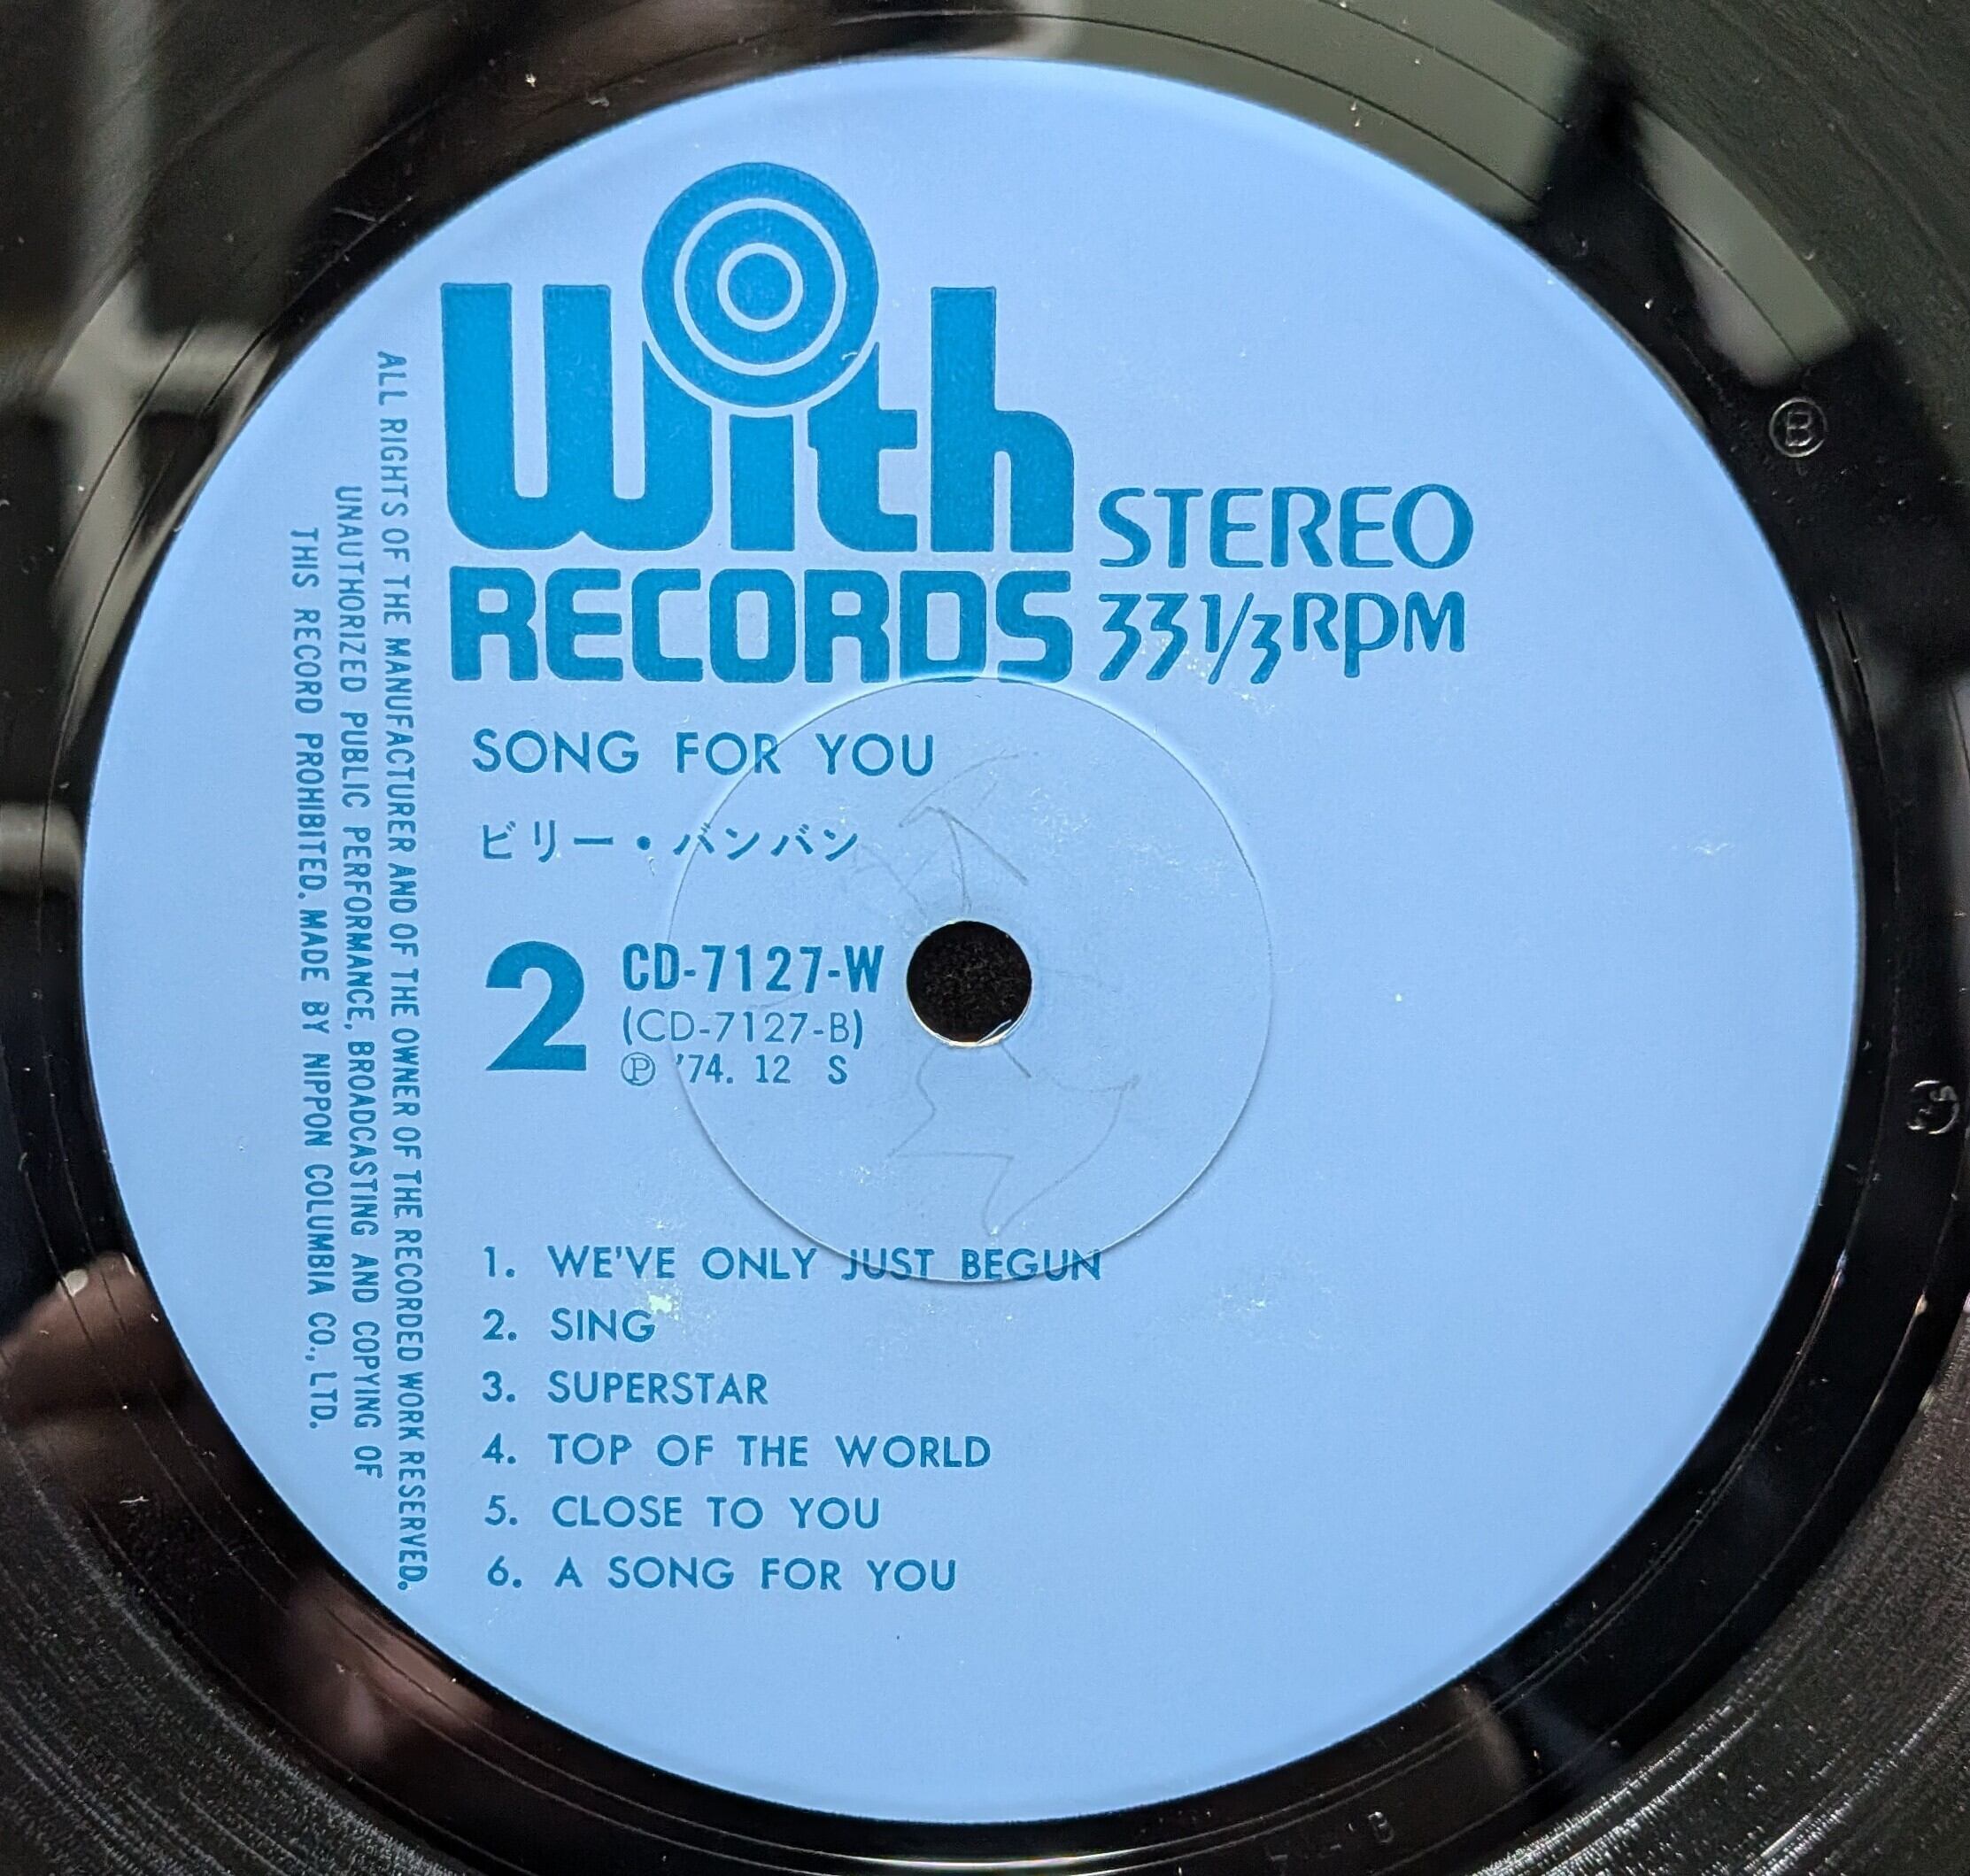 With
RECORDS
STEREO
33 1/3 RPM
SONG FOR YOU
ビリー・バンバン
2
CD-7127-W
(CD-7127-B)
Ⓟ '74. 12 S
1. WE'VE ONLY JUST BEGUN
2. SING
3. SUPERSTAR
4. TOP OF THE WORLD
5. CLOSE TO YOU
6. A SONG FOR YOU
ALL RIGHTS OF THE MANUFACTURER AND OF THE OWNER OF THE RECORDED WORK RESERVED.
UNAUTHORIZED PUBLIC PERFORMANCE, BROADCASTING AND COPYING OF
THIS RECORD PROHIBITED. MADE BY NIPPON COLUMBIA CO., LTD.
Ⓑ